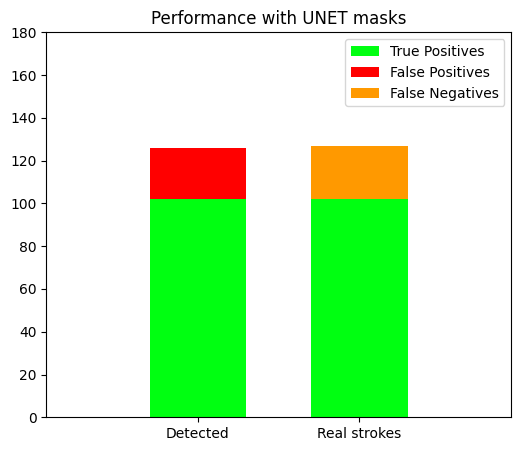 Performance with UNET masks
True Positives
False Positives
False Negatives
180
160
140
120
100
80
60
40
20
0
Detected
Real strokes